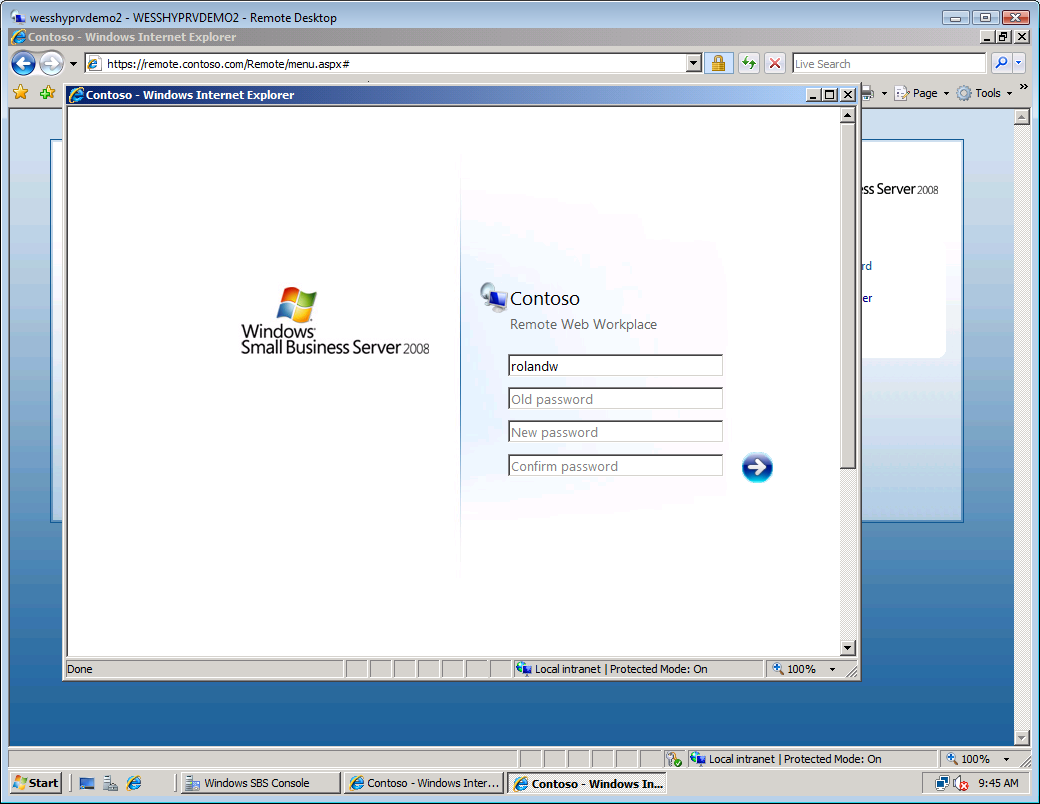 wesshyprvdemo2 - WESSHYPRVDEMO2 - Remote Desktop
Contoso - Windows Internet Explorer
https://remote.contoso.com/Remote/menu.aspx#
Live Search
Page
Tools
Contoso - Windows Internet Explorer
ss Server 2008
rd
er
Windows
Small Business Server 2008
Contoso
Remote Web Workplace
rolandw
Old password
New password
Confirm password
Done
Local intranet | Protected Mode: On
100%
Local intranet | Protected Mode: On
100%
Start
Windows SBS Console
Contoso - Windows Inter...
Contoso - Windows In...
9:45 AM